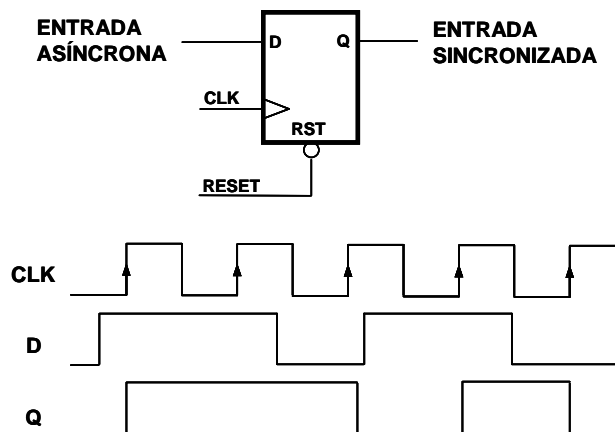 ENTRADA
ASÍNCRONA
D
Q
ENTRADA
SINCRONIZADA
CLK
RST
RESET
CLK
D
Q